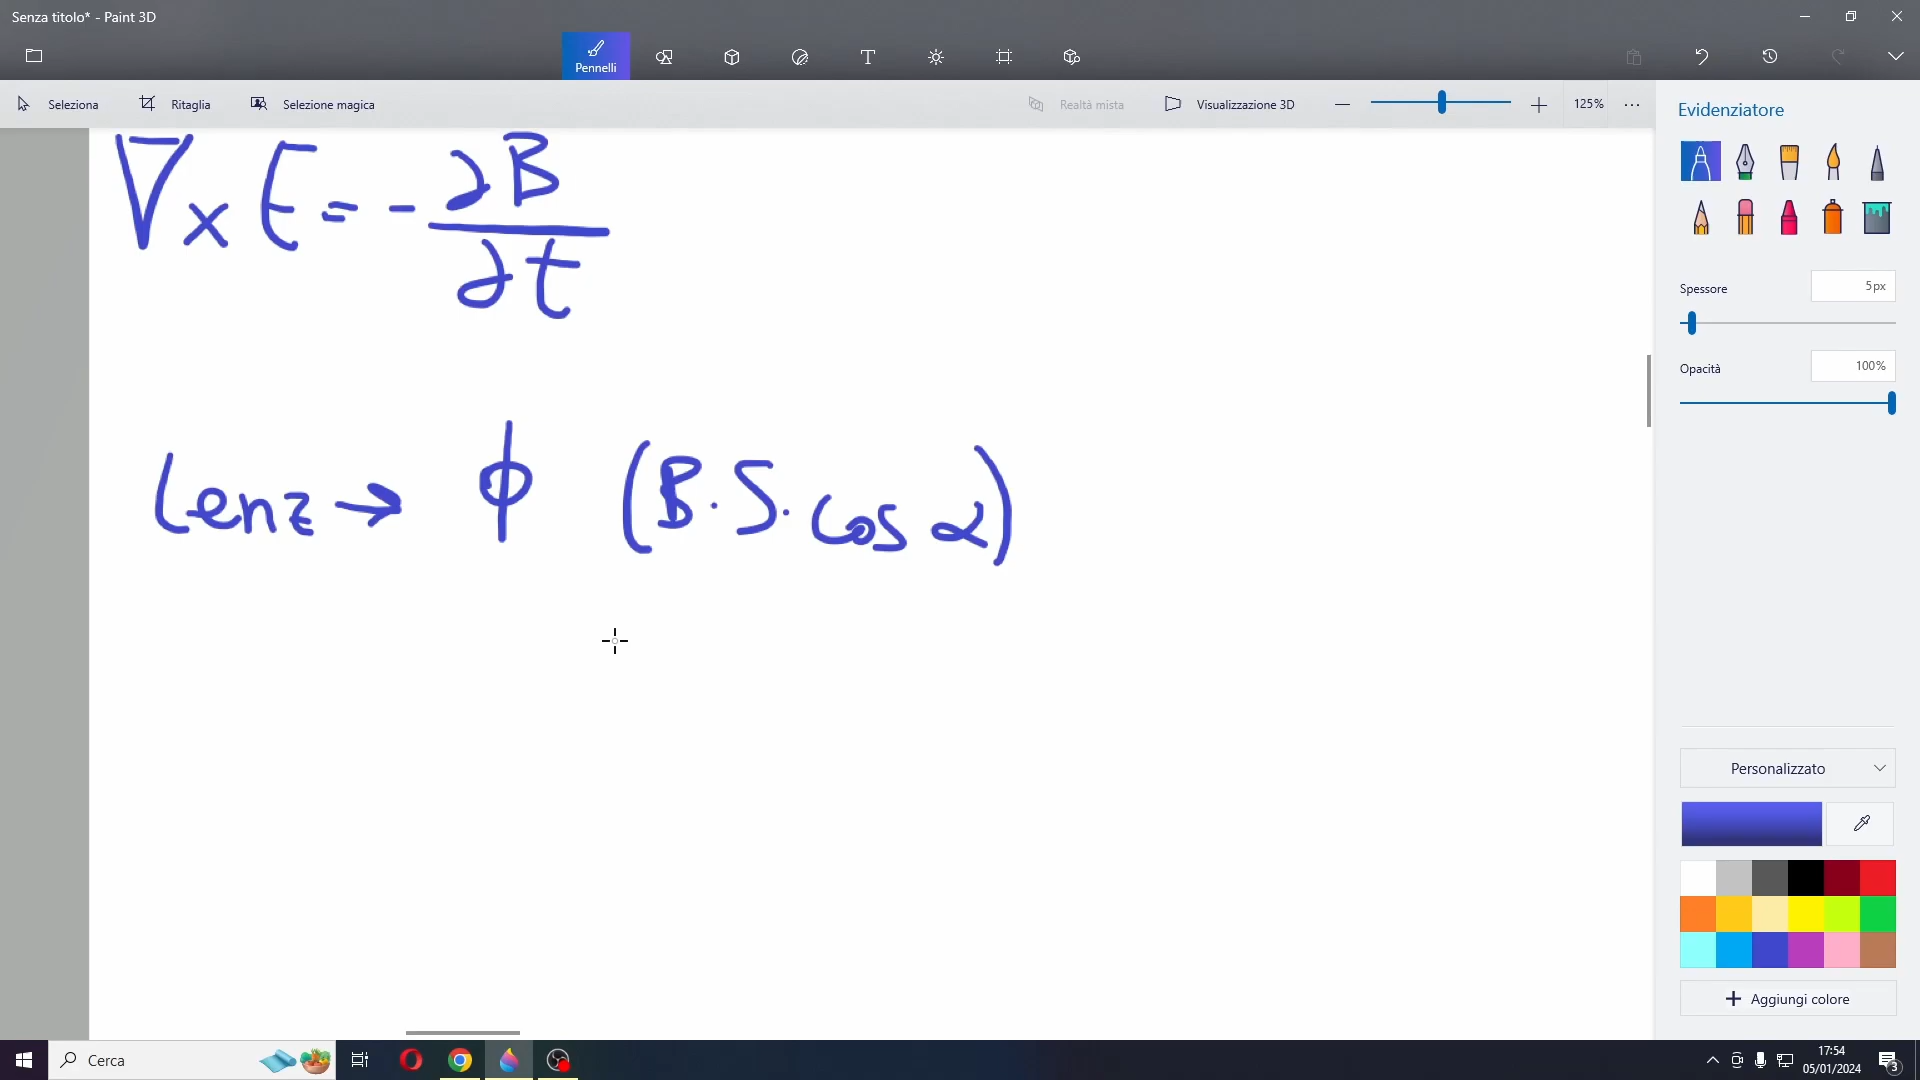 Senza titolo* - Paint 3D
Pennelli
Seleziona
Ritaglia
Selezione magica
Realtà mista
Visualizzazione 3D
125%
Evidenziatore
∇ x E = - ∂B
∂t
Lenz → ϕ (B · S · cos α)
Spessore
5px
Opacità
100%
Personalizzato
Aggiungi colore
Cerca
17:54
05/01/2024
3